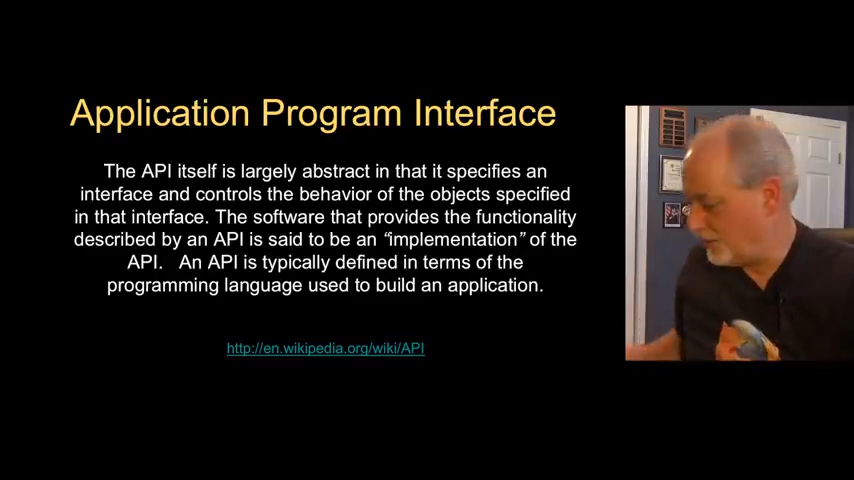 Application Program Interface
The API itself is largely abstract in that it specifies an
interface and controls the behavior of the objects specified
in that interface. The software that provides the functionality
described by an API is said to be an “implementation” of the
API. An API is typically defined in terms of the
programming language used to build an application.
http://en.wikipedia.org/wiki/API